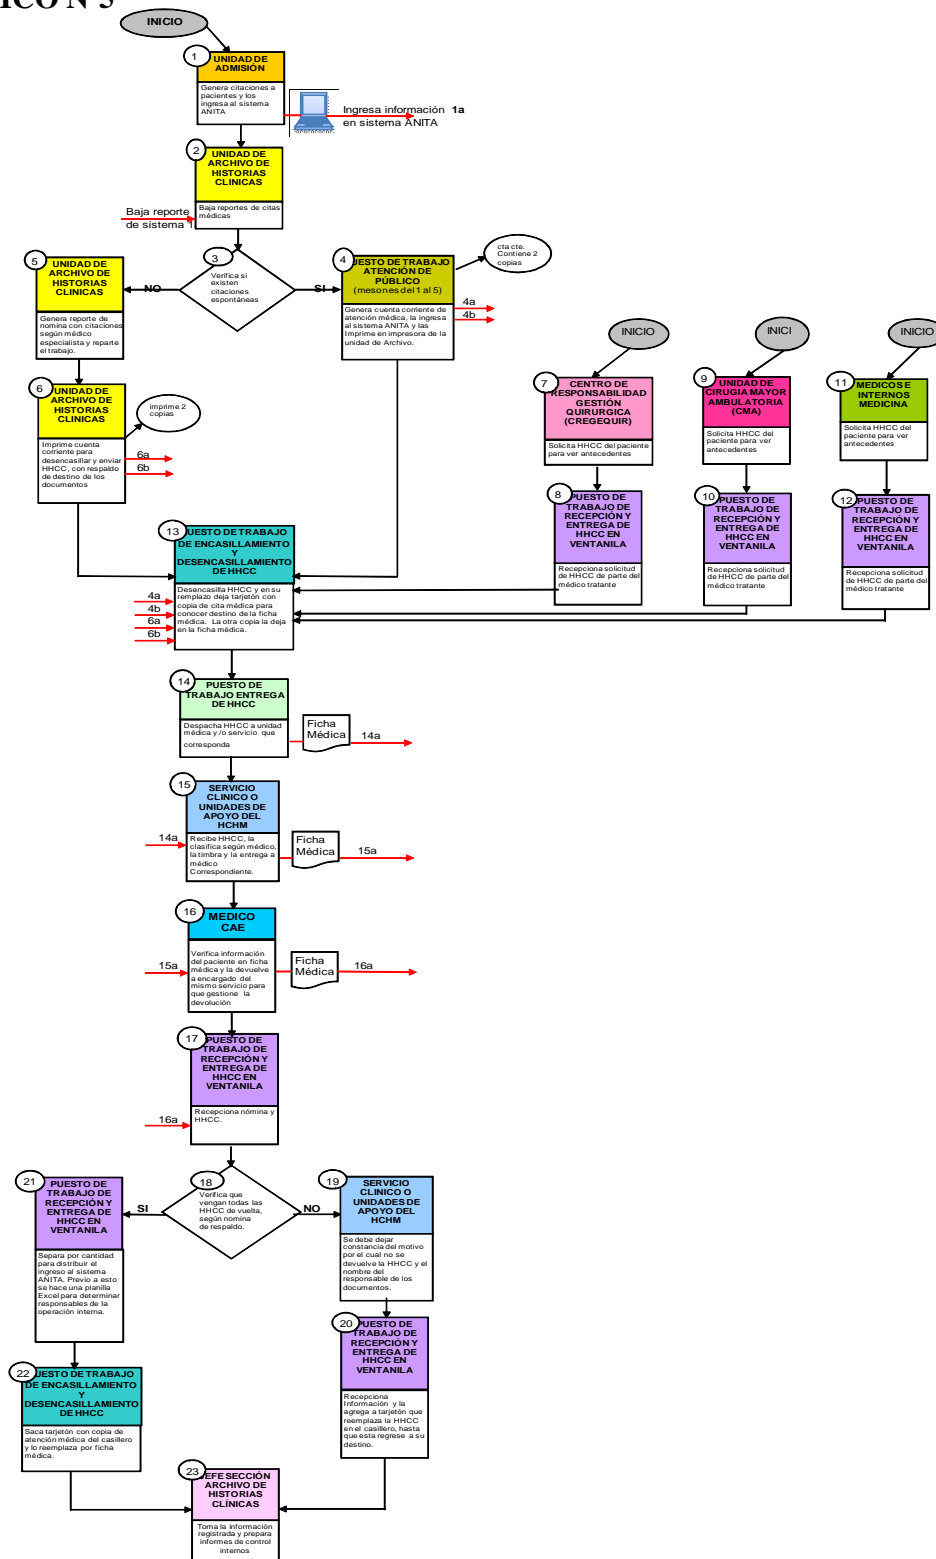 ICO N°3
INICIO
1
UNIDAD DE
ADMISIÓN
Genera citaciones a
pacientes y los
ingresa al sistema
ANITA
Ingresa información 1a
en sistema ANITA
2
UNIDAD DE
ARCHIVO DE
HISTORIAS
CLINICAS
Baja reportes de citas
médicas
Baja reporte
de sistema 1
3
Verifica si
existen
citaciones
espontáneas
NO
SI
4
UESTO DE TRABAJO
ATENCIÓN DE
PÚBLICO
(mesones del 1 al 5)
Genera cuenta corriente de
atención médica, la ingresa
al sistema ANITA y las
Imprime en impresora de la
unidad de Archivo.
cta cte.
Contiene 2
copias
4a
4b
5
UNIDAD DE
ARCHIVO DE
HISTORIAS
CLINICAS
Genera reporte de
nomina con citaciones
según médico
especialista y reparte
el trabajo.
6
UNIDAD DE
ARCHIVO DE
HISTORIAS
CLINICAS
Imprime cuenta
corriente para
desencasillar y enviar
HHCC, con respaldo
de destino de los
documentos
imprime 2
copias
6a
6b
INICIO
7
CENTRO DE
RESPONSABILIDAD
GESTIÓN
QUIRURGICA
(CREGEQUIR)
Solicita HHCC del paciente
para ver antecedentes
8
PUESTO DE
TRABAJO DE
RECEPCIÓN Y
ENTREGA DE
HHCC EN
VENTANILA
Recepciona solicitud
de HHCC de parte del
médico tratante
INICI
9
UNIDAD DE
CIRUGIA MAYOR
AMBULATORIA
(CMA)
Solicita HHCC del
paciente para ver
antecedentes
10
PUESTO DE
TRABAJO DE
RECEPCIÓN Y
ENTREGA DE
HHCC EN
VENTANILA
Recepciona solicitud
de HHCC de parte del
médico tratante
INICIO
11
MEDICOS E
INTERNOS
MEDICINA
Solicita HHCC del
paciente para ver
antecedentes
12
PUESTO DE
TRABAJO DE
RECEPCIÓN Y
ENTREGA DE
HHCC EN
VENTANILA
Recepciona solicitud
de HHCC de parte del
médico tratante
13
UESTO DE TRABAJO
DE ENCASILLAMIENTO
Y
DESENCASILLAMIENTO
DE HHCC
Desencasilla HHCC y en su
remplazo deja tarjetón con
copia de cita médica para
conocer destino de la ficha
médica. La otra copia la deja
en la ficha médica.
4a
4b
6a
6b
14
PUESTO DE
TRABAJO ENTREGA
DE HHCC
Despacha HHCC a unidad
médica y /o servicio que
corresponda
Ficha
Médica
14a
15
SERVICIO
CLINICO O
UNIDADES DE
APOYO DEL
HCHM
Recibe HHCC, la
clasifica según médico,
la timbra y la entrega a
médico
Correspondiente.
14a
Ficha
Médica
15a
16
MEDICO
CAE
Verifica información
del paciente en ficha
médica y la devuelve
a encargado del
mismo servicio para
que gestione la
devolución
15a
Ficha
Médica
16a
17
PUESTO DE
TRABAJO DE
RECEPCIÓN Y
ENTREGA DE
HHCC EN
VENTANILA
Recepciona nómina y
HHCC.
16a
18
Verifica que
vengan todas las
HHCC de vuelta,
según nomina
de respaldo.
SI
NO
19
SERVICIO
CLINICO O
UNIDADES DE
APOYO DEL
HCHM
Se debe dejar
constancia del motivo
por el cual no se
devuelve la HHCC y el
nombre del
responsable de los
documentos.
20
PUESTO DE
TRABAJO DE
RECEPCIÓN Y
ENTREGA DE
HHCC EN
VENTANILA
Recepciona
Información y la
agrega a tarjetón que
reemplaza la HHCC
en el casillero, hasta
que esta regrese a su
destino.
21
PUESTO DE
TRABAJO DE
RECEPCIÓN Y
ENTREGA DE
HHCC EN
VENTANILA
Separa por cantidad
para distribuir el
ingreso al sistema
ANITA. Previo a esto
se hace una planilla
Excel para determinar
responsables de la
operación interna.
22
UESTO DE TRABAJO
DE ENCASILLAMIENTO
Y
DESENCASILLAMIENTO
DE HHCC
Saca tarjetón con copia de
atención médica del casillero
y lo reemplaza por ficha
médica.
23
JEFE SECCIÓN
ARCHIVO DE
HISTORIAS
CLÍNICAS
Toma la información
registrada y prepara
informes de control
internos